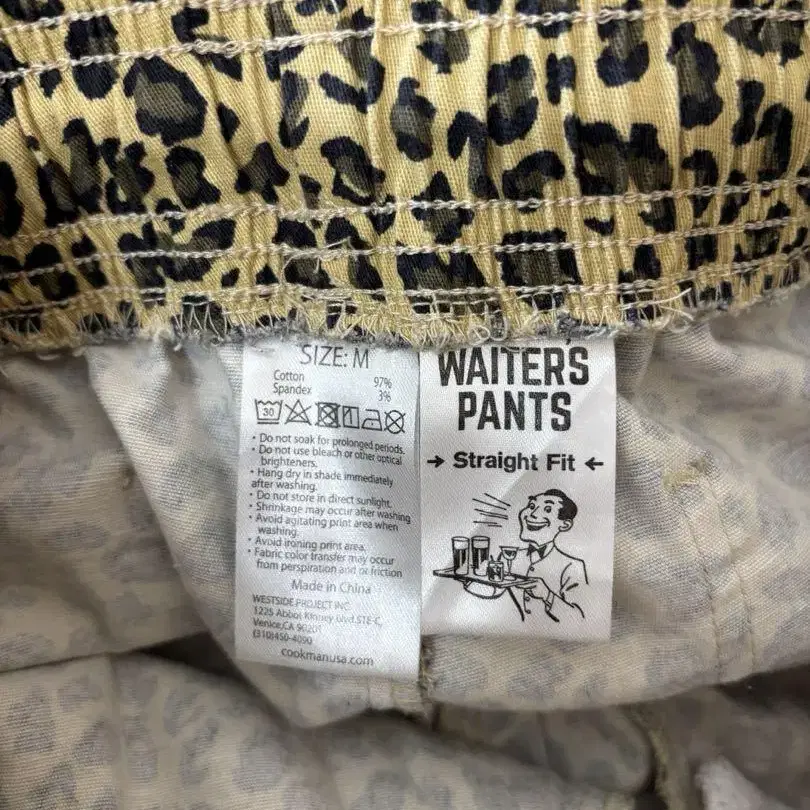 SIZE: M
Cotton 97%
Spandex 3%
30
• Do not soak for prolonged periods.
• Do not use bleach or other optical
brighteners.
• Hang dry in shade immediately
after washing.
• Do not store in direct sunlight.
• Shrinkage may occur after washing
• Avoid agitating print area when
washing.
• Avoid ironing print area.
• Fabric color transfer may occur
from perspiration and or friction
Made in China
WESTSIDE PROJECT INC.
1225 Abbot Kinney Blvd.STE-C,
Venice,CA 90201
(310)450-4090
cookmanusa.com
WAITER'S
PANTS
→ Straight Fit ←